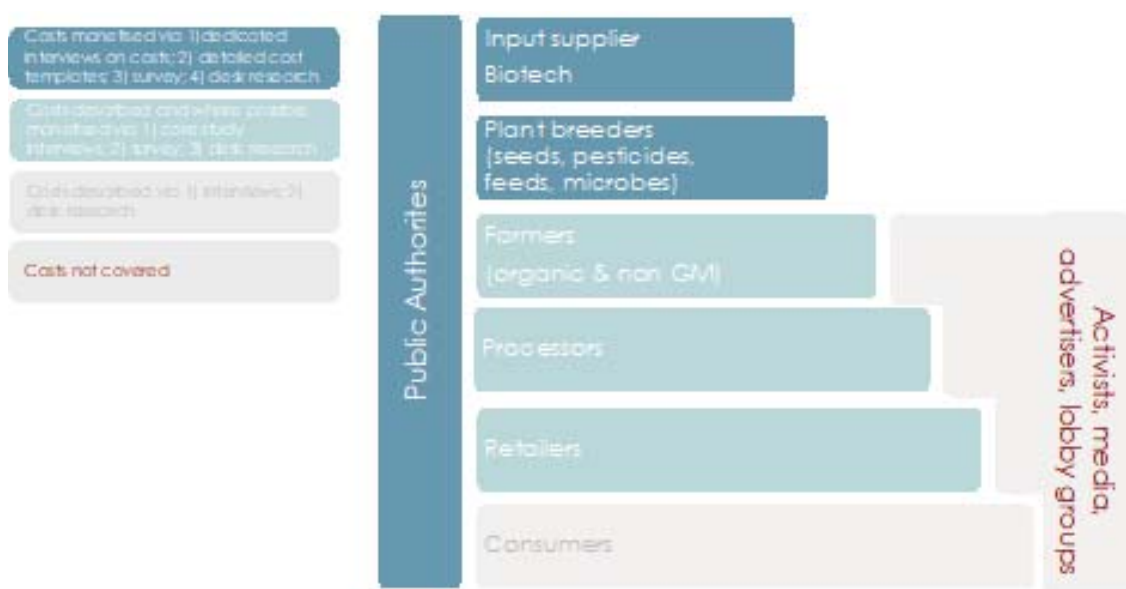 Costs monetised via 1) dedicated
interviews on costs; 2) detailed cost
templates; 3) survey; 4) desk research
Costs described and where possible
monetised via 1) case study
interviews; 2) survey; 3) desk research
Costs described via 1) interviews; 2)
desk research
Costs not covered
Public Authorites
Input supplier
Biotech
Plant breeders
(seeds, pesticides,
feeds, microbes)
Farmers
(organic & non GM)
Processors
Retailers
Consumers
Activists, media,
advertisers, lobby groups